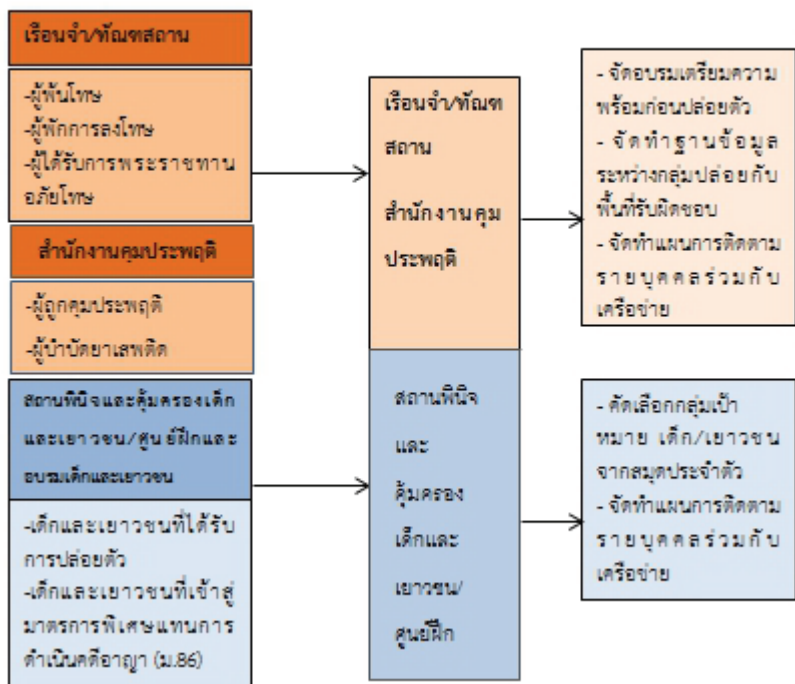 เรือนจำ/ทัณฑสถาน
-ผู้พ้นโทษ
-ผู้พักการลงโทษ
-ผู้ได้รับการพระราชทาน
อภัยโทษ
สำนักงานคุมประพฤติ
-ผู้ถูกคุมประพฤติ
-ผู้บำบัดยาเสพติด
สถานพินิจและคุ้มครองเด็ก
และเยาวชน/ศูนย์ฝึกและ
อบรมเด็กและเยาวชน
-เด็กและเยาวชนที่ได้รับ
การปล่อยตัว
-เด็กและเยาวชนที่เข้าสู่
มาตรการพิเศษแทนการ
ดำเนินคดีอาญา (ม.86)
เรือนจำ/ทัณฑ
สถาน
สำนักงานคุม
ประพฤติ
สถานพินิจ
และ
คุ้มครอง
เด็กและ
เยาวชน/
ศูนย์ฝึก
- จัดอบรมเตรียมความ
พร้อมก่อนปล่อยตัว
- จัดทำฐานข้อมูล
ระหว่างกลุ่มปล่อยกับ
พื้นที่รับผิดชอบ
- จัดทำแผนการติดตาม
รายบุคคลร่วมกับ
เครือข่าย
- คัดเลือกกลุ่มเป้า
หมาย เด็ก/เยาวชน
จากสมุดประจำตัว
- จัดทำแผนการติดตาม
รายบุคคลร่วมกับ
เครือข่าย